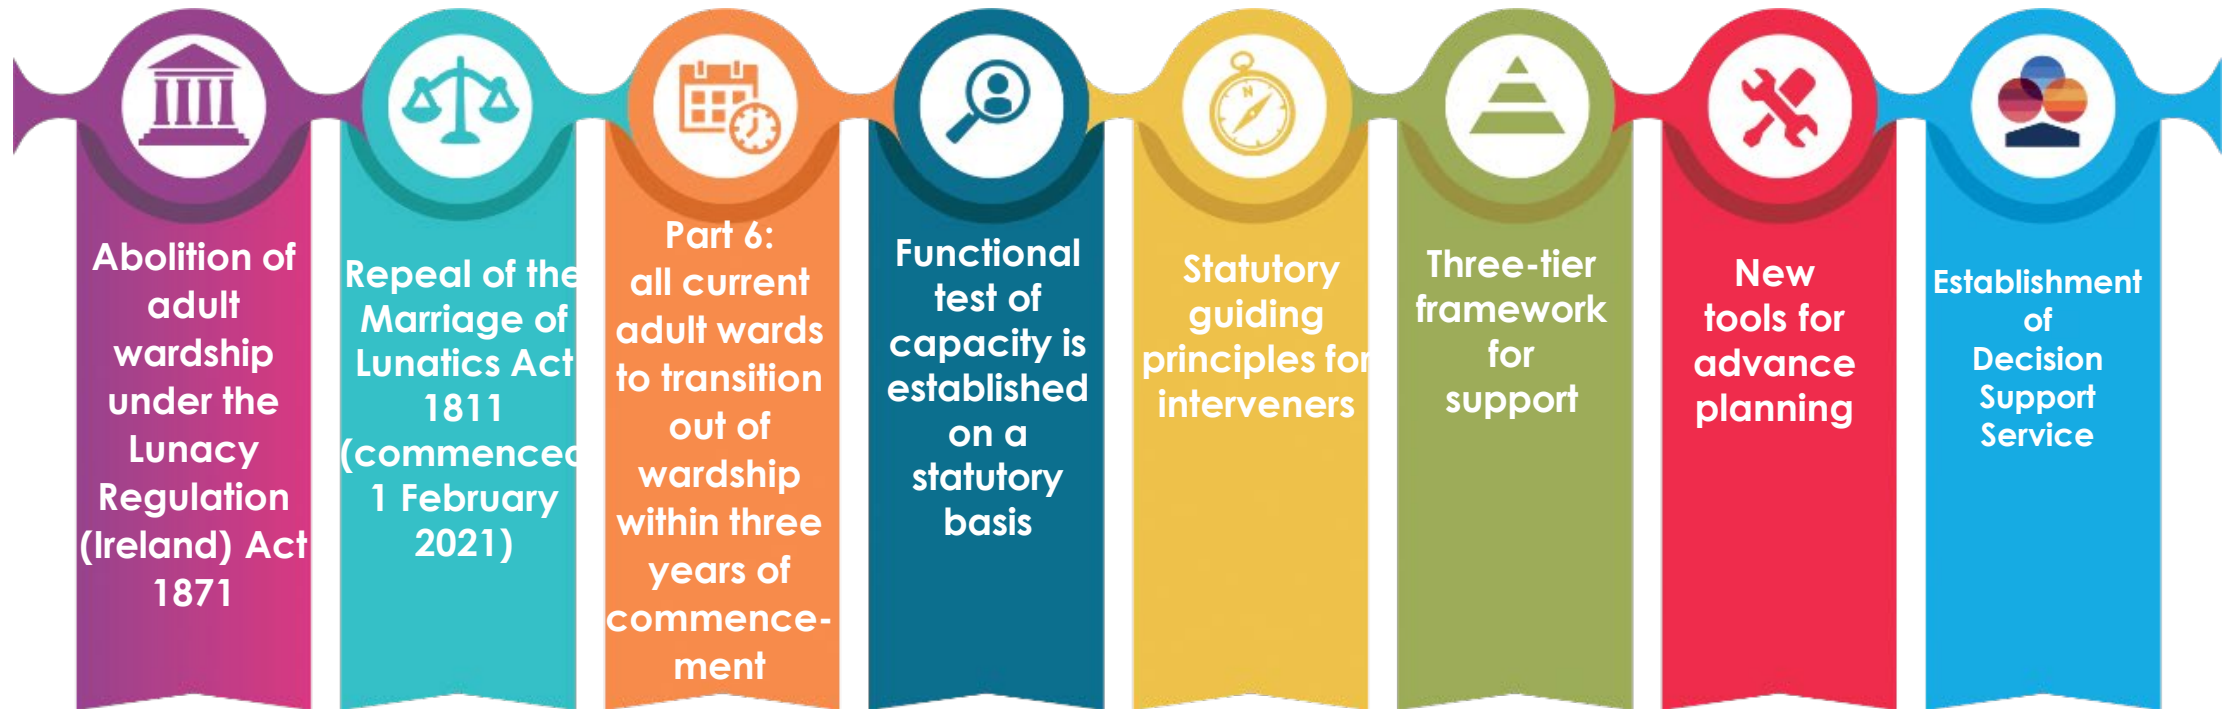 Abolition of
adult
wardship
under the
Lunacy
Regulation
(Ireland) Act
1871
Repeal of the
Marriage of
Lunatics Act
1811
(commenced
1 February
2021)
Part 6:
all current
adult wards
to transition
out of
wardship
within three
years of
commence-
ment
Functional
test of
capacity is
established
on a
statutory
basis
Statutory
guiding
principles for
interveners
Three-tier
framework
for
support
New
tools for
advance
planning
Establishment
of
Decision
Support
Service
N